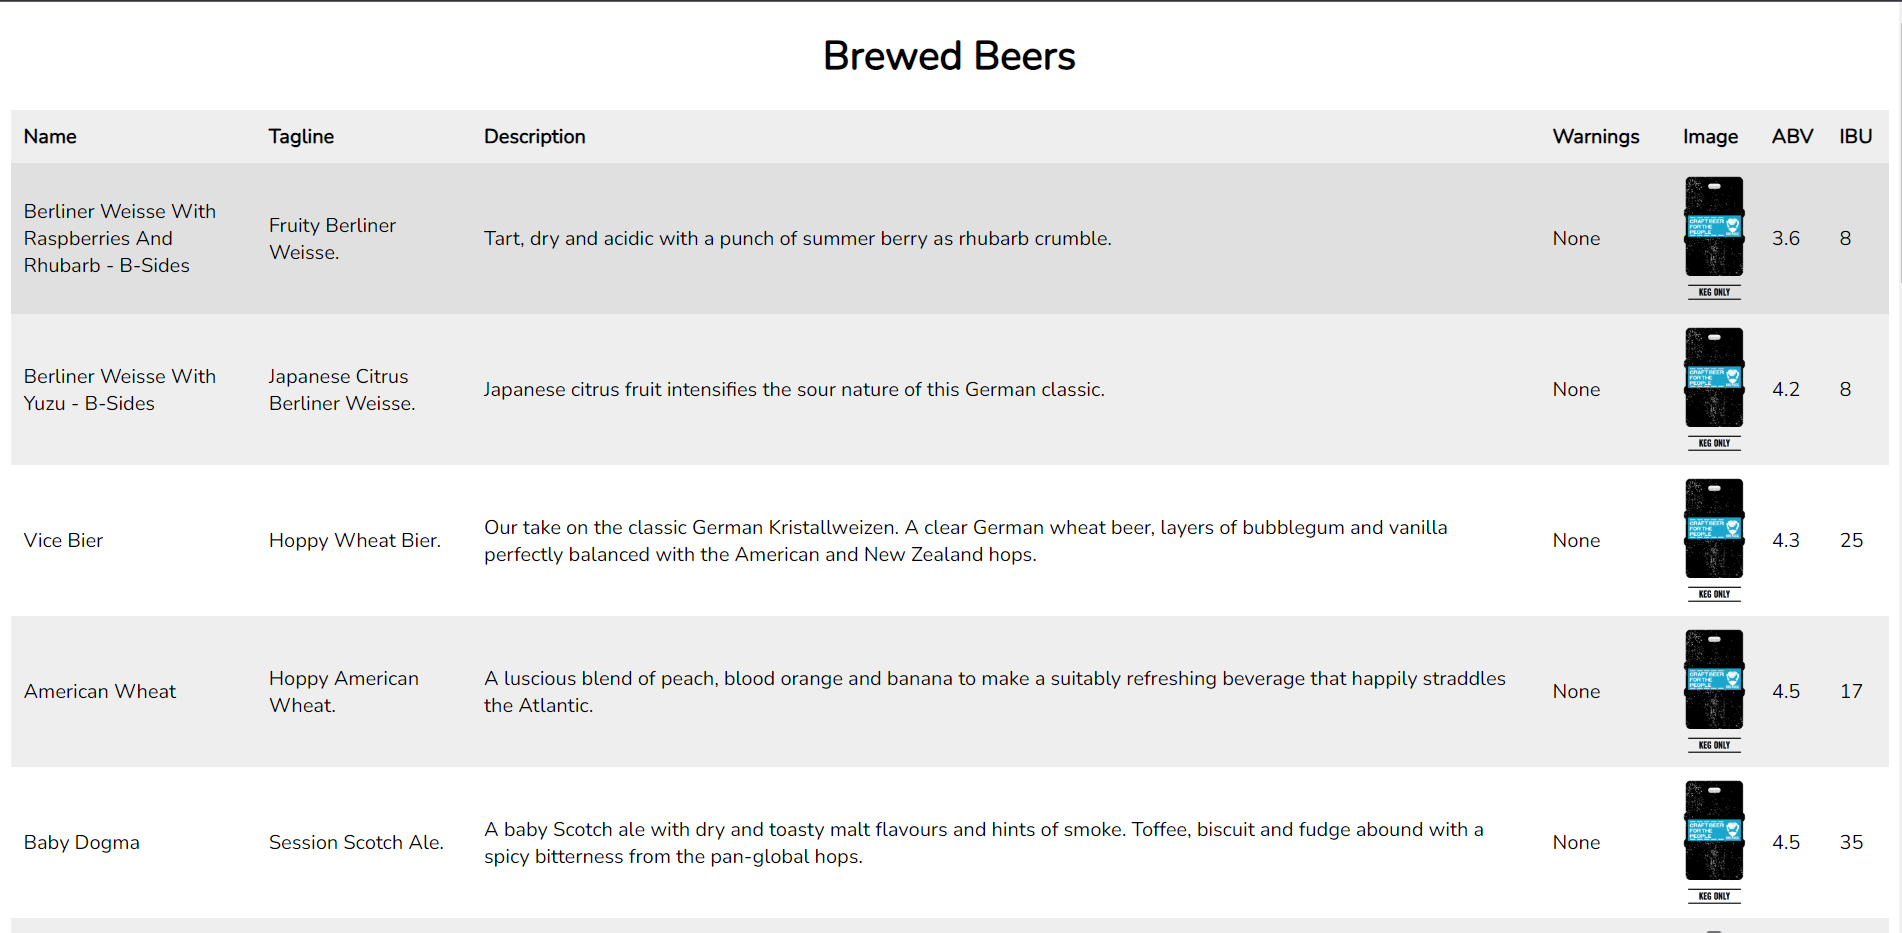 Brewed Beers
Name Tagline Description Warnings Image ABV IBU
Berliner Weisse With
Raspberries And
Rhubarb - B-Sides
Fruity Berliner
Weisse.
Tart, dry and acidic with a punch of summer berry as rhubarb crumble.
None
CRAFT BEER
FOR THE
PEOPLE
KEG ONLY
3.6
8
Berliner Weisse With
Yuzu - B-Sides
Japanese Citrus
Berliner Weisse.
Japanese citrus fruit intensifies the sour nature of this German classic.
None
CRAFT BEER
FOR THE
PEOPLE
KEG ONLY
4.2
8
Vice Bier
Hoppy Wheat Bier.
Our take on the classic German Kristallweizen. A clear German wheat beer, layers of bubblegum and vanilla
perfectly balanced with the American and New Zealand hops.
None
CRAFT BEER
FOR THE
PEOPLE
KEG ONLY
4.3
25
American Wheat
Hoppy American
Wheat.
A luscious blend of peach, blood orange and banana to make a suitably refreshing beverage that happily straddles
the Atlantic.
None
CRAFT BEER
FOR THE
PEOPLE
KEG ONLY
4.5
17
Baby Dogma
Session Scotch Ale.
A baby Scotch ale with dry and toasty malt flavours and hints of smoke. Toffee, biscuit and fudge abound with a
spicy bitterness from the pan-global hops.
None
CRAFT BEER
FOR THE
PEOPLE
KEG ONLY
4.5
35